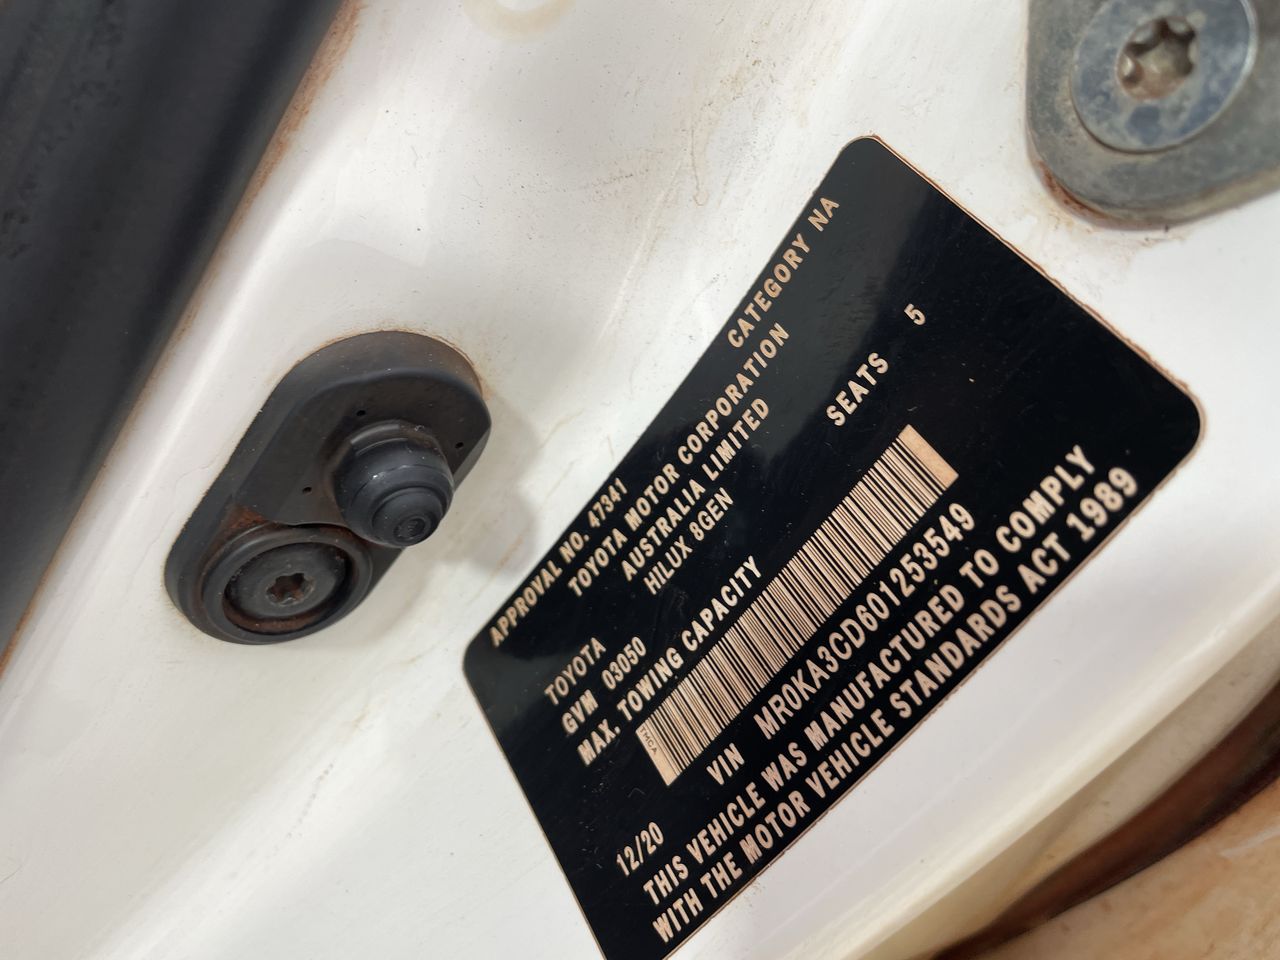 APPROVAL NO. 47341 CATEGORY NA
TOYOTA MOTOR CORPORATION
AUSTRALIA LIMITED
TOYOTA HILUX 8GEN
GVM 03050 SEATS 5
MAX. TOWING CAPACITY
TMCA
VIN MR0KA3CD601253549
12/20
THIS VEHICLE WAS MANUFACTURED TO COMPLY
WITH THE MOTOR VEHICLE STANDARDS ACT 1989